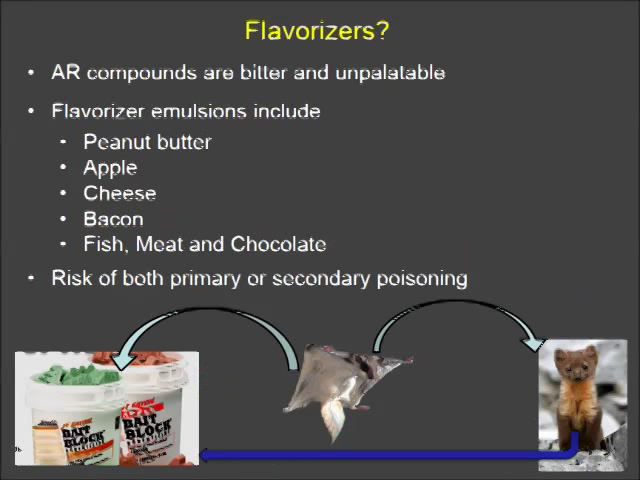 Flavorizers?
• AR compounds are bitter and unpalatable
• Flavorizer emulsions include
• Peanut butter
• Apple
• Cheese
• Bacon
• Fish, Meat and Chocolate
• Risk of both primary or secondary poisoning
BAIT
BLOCK
BAIT
BLOCK